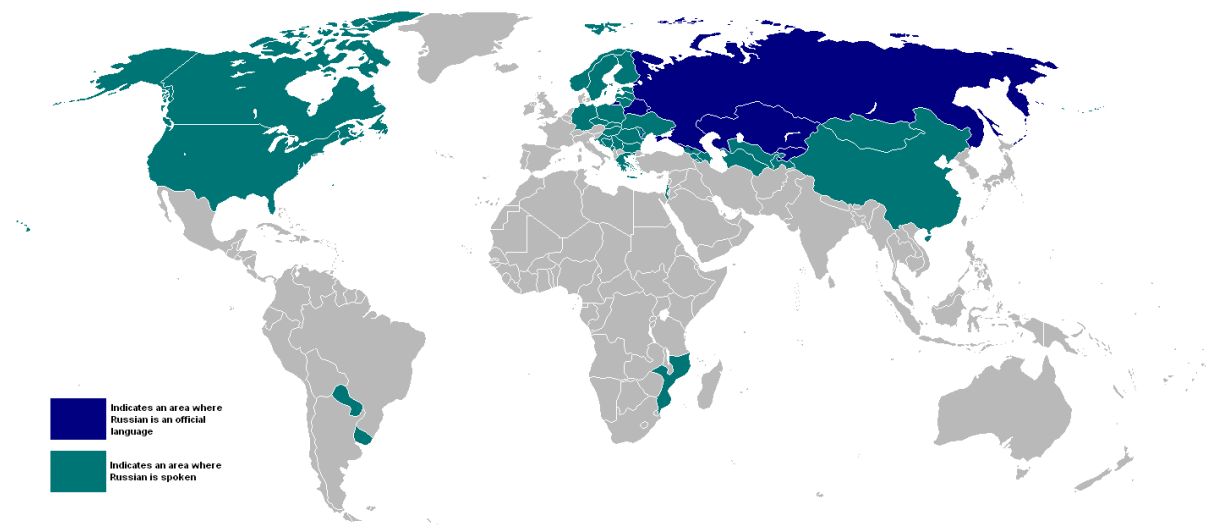 Indicates an area where
Russian is an official
language
Indicates an area where
Russian is spoken